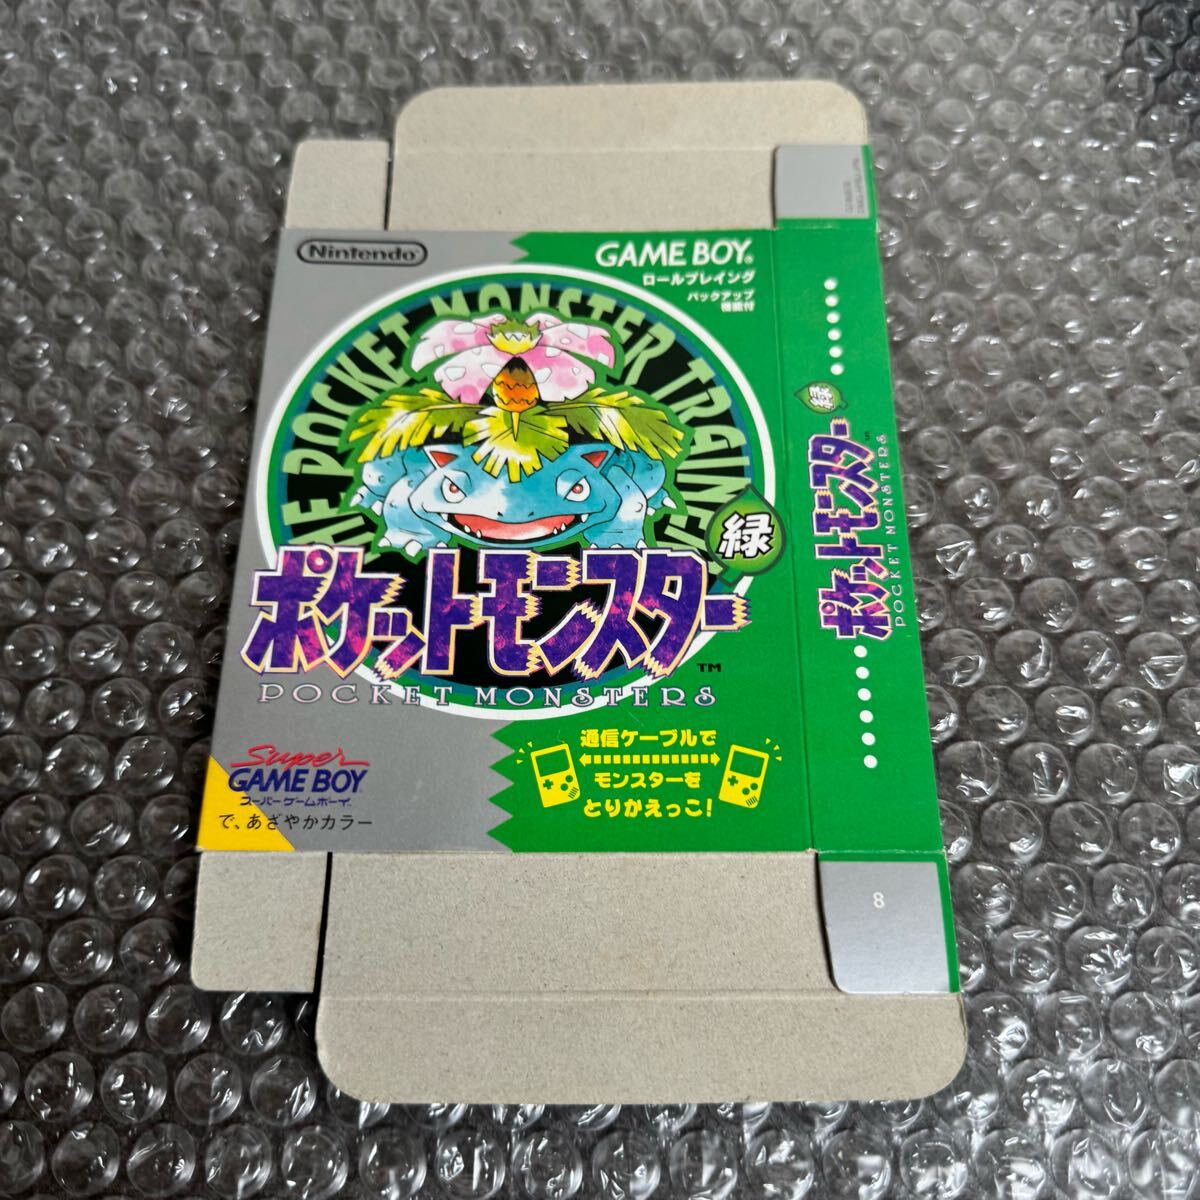 Nintendo
GAME BOY®
ロールプレイング
バックアップ
機能付
THE POCKET MONSTER TRAINING
緑
ポケットモンスター
TM
POCKET MONSTERS
Super
GAME BOY
スーパーゲームボーイ
で、あざやかカラー
通信ケーブルで
モンスターを
とりかえっこ!
緑
ポケットモンスター
POCKET MONSTERS
8